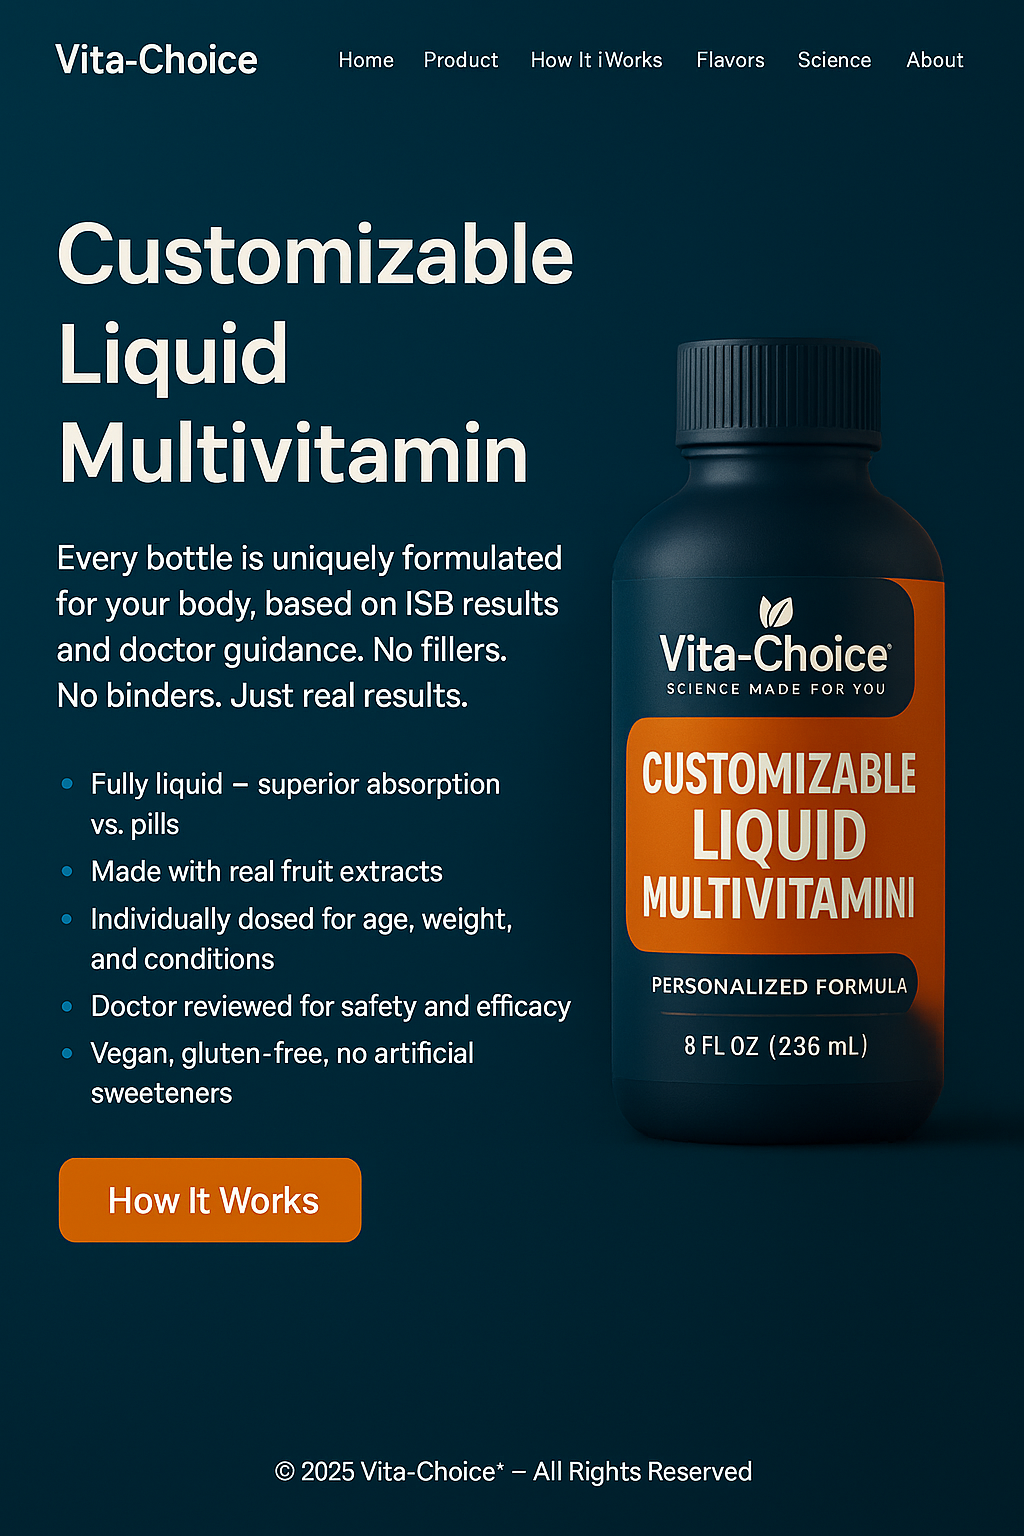 Vita-Choice
Home Product How It iWorks Flavors Science About
Customizable
Liquid
Multivitamin
Every bottle is uniquely formulated
for your body, based on ISB results
and doctor guidance. No fillers.
No binders. Just real results.
• Fully liquid – superior absorption
vs. pills
• Made with real fruit extracts
• Individually dosed for age, weight,
and conditions
• Doctor reviewed for safety and efficacy
• Vegan, gluten-free, no artificial
sweeteners
How It Works
Vita-Choice®
SCIENCE MADE FOR YOU
CUSTOMIZABLE
LIQUID
MULTIVITAMINI
PERSONALIZED FORMULA
8 FL OZ (236 mL)
© 2025 Vita-Choice* – All Rights Reserved